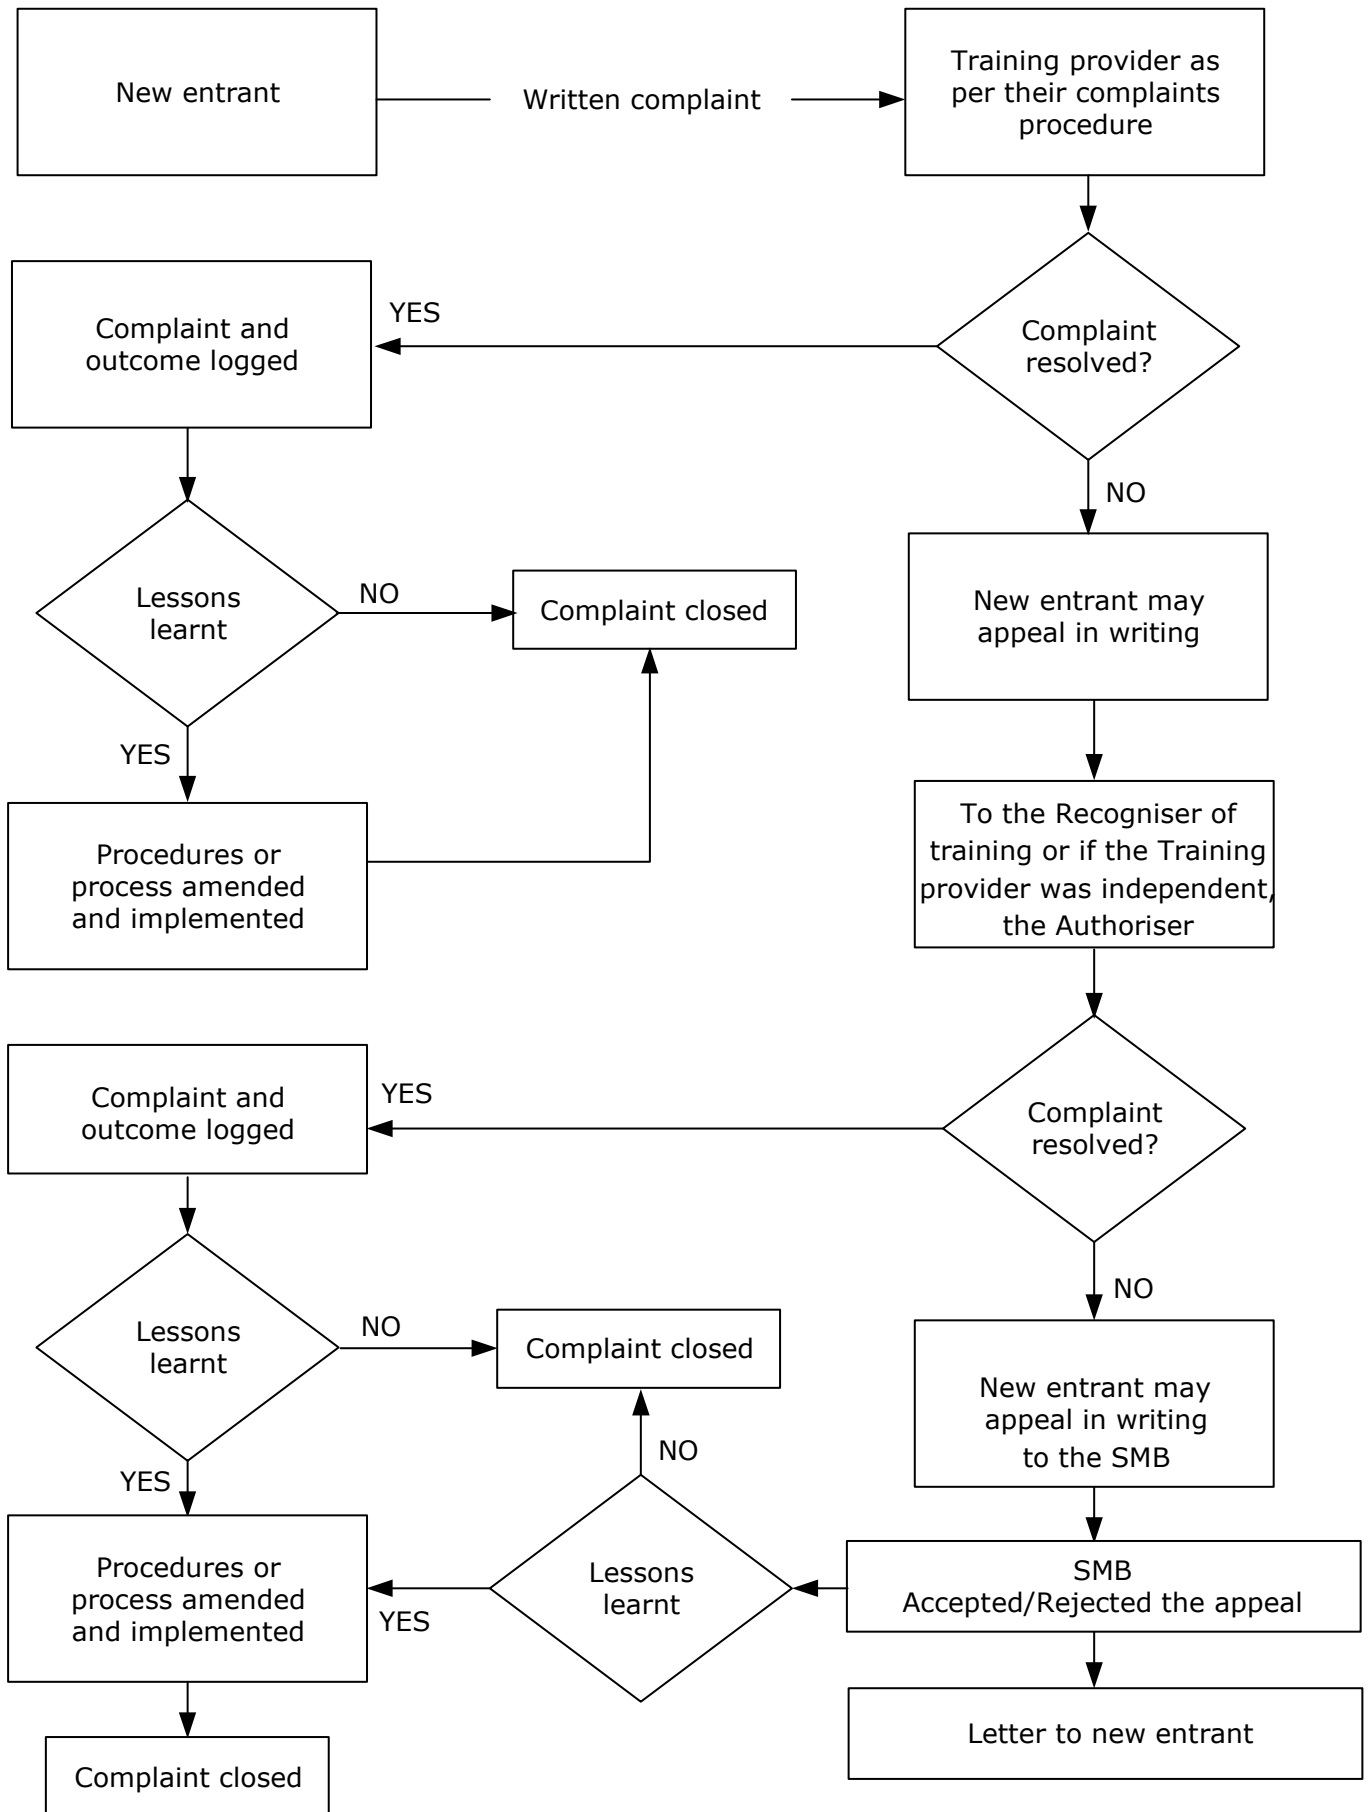 New entrant
Written complaint
Training provider as
per their complaints
procedure
YES
Complaint and
outcome logged
Complaint
resolved?
NO
Lessons
learnt
NO
Complaint closed
New entrant may
appeal in writing
YES
Procedures or
process amended
and implemented
To the Recogniser of
training or if the Training
provider was independent,
the Authoriser
Complaint and
outcome logged
YES
Complaint
resolved?
NO
Lessons
learnt
NO
Complaint closed
New entrant may
appeal in writing
to the SMB
YES
NO
Procedures or
process amended
and implemented
YES
Lessons
learnt
SMB
Accepted/Rejected the appeal
Letter to new entrant
Complaint closed